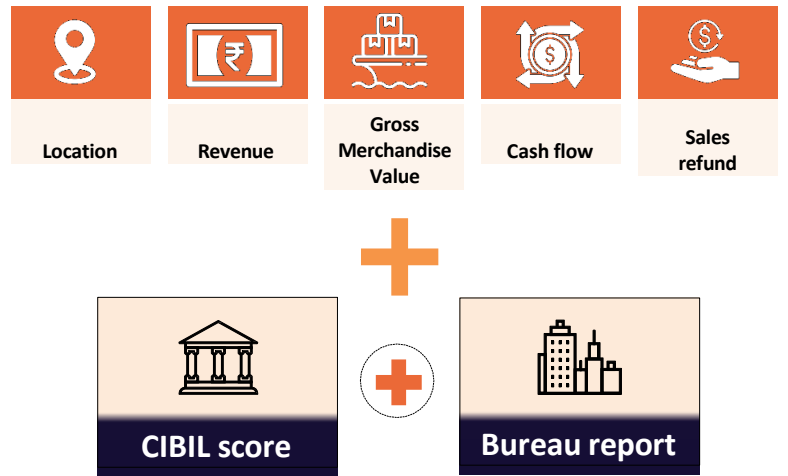 ₹
$
$
Location
Revenue
Gross
Merchandise
Value
Cash flow
Sales
refund
CIBIL score
Bureau report